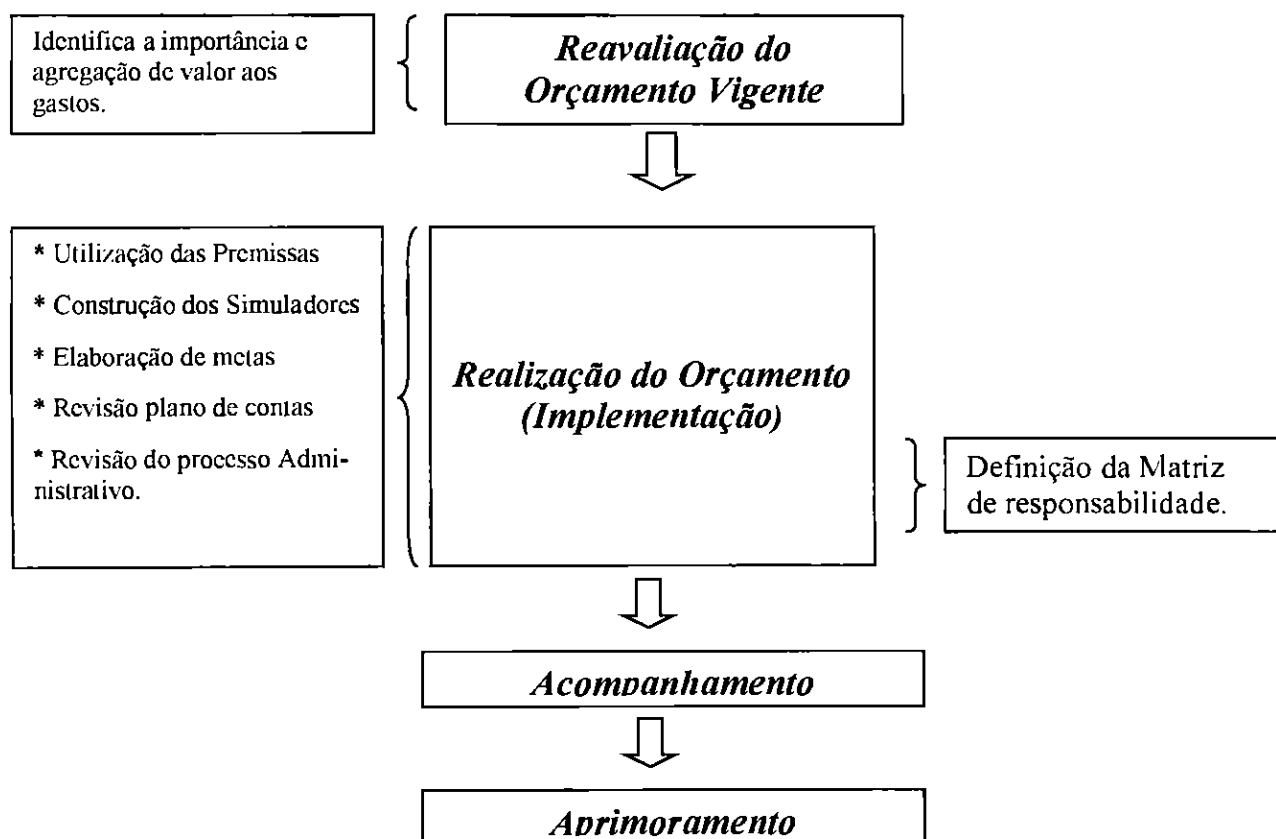 Identifica a importância e
agregação de valor aos
gastos.
Reavaliação do
Orçamento Vigente
* Utilização das Premissas
* Construção dos Simuladores
* Elaboração de metas
* Revisão plano de contas
* Revisão do processo Admi-
nistrativo.
Realização do Orçamento
(Implementação)
Definição da Matriz
de responsabilidade.
Acompanhamento
Aprimoramento